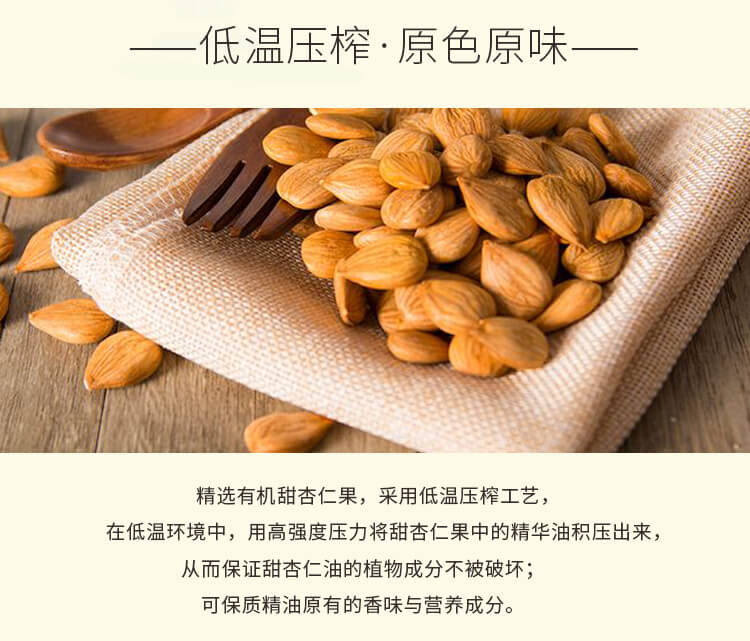 低温压榨·原色原味
精选有机甜杏仁果，采用低温压榨工艺，
在低温环境中，用高强度压力将甜杏仁果中的精华油积压出来，
从而保证甜杏仁油的植物成分不被破坏；
可保质精油原有的香味与营养成分。